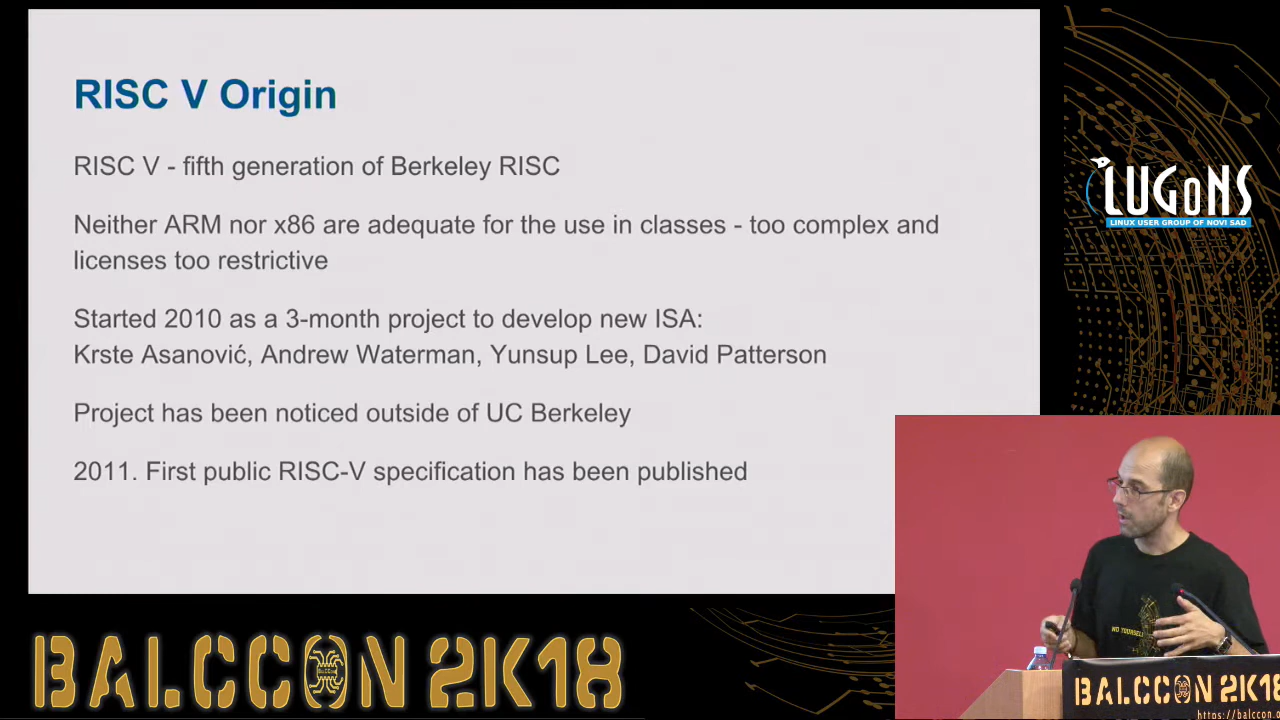 RISC V Origin
RISC V - fifth generation of Berkeley RISC
Neither ARM nor x86 are adequate for the use in classes - too complex and
licenses too restrictive
Started 2010 as a 3-month project to develop new ISA:
Krste Asanović, Andrew Waterman, Yunsup Lee, David Patterson
Project has been noticed outside of UC Berkeley
2011. First public RISC-V specification has been published
LUGoNS
LINUX USER GROUP OF NOVI SAD
BALCCON 2K18
BALCCON 2K18